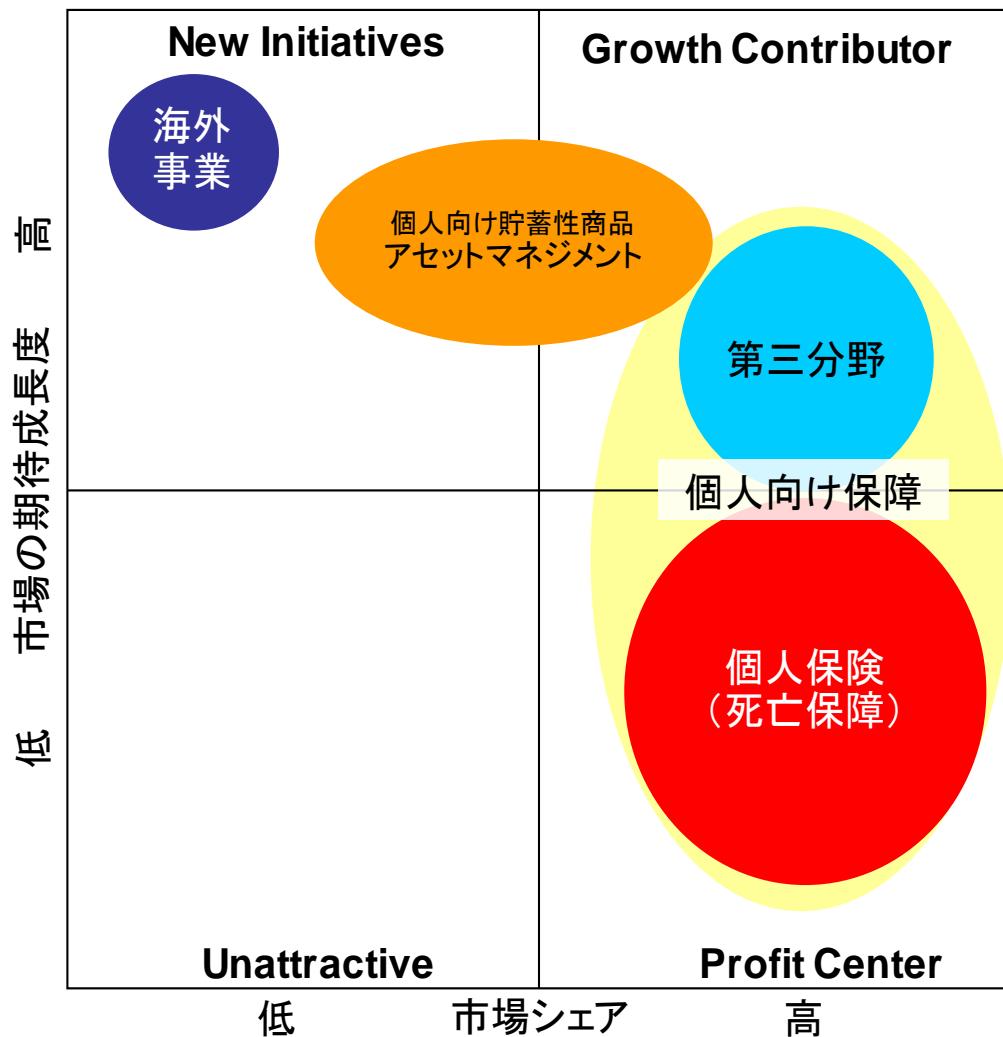 New Initiatives
Growth Contributor
海外
事業
個人向け貯蓄性商品
アセットマネジメント
第三分野
個人向け保障
個人保険
（死亡保障）
Unattractive
Profit Center
低 市場の期待成長度 高
低 市場シェア 高